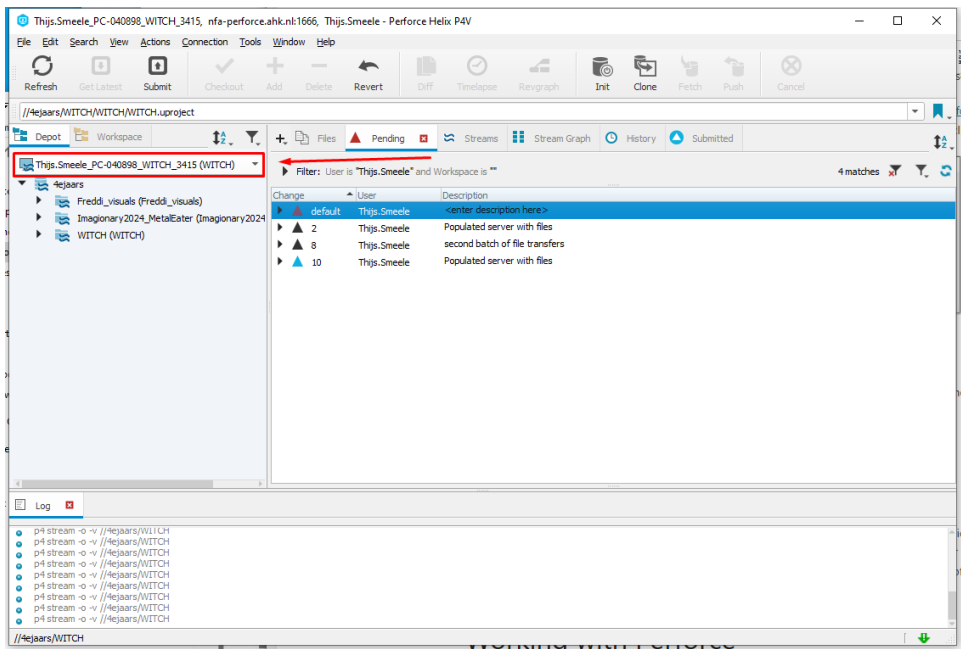 Thijs.Smeele_PC-040898_WITCH_3415, nfa-perforce.ahk.nl:1666, Thijs.Smeele - Perforce Helix P4V
File Edit Search View Actions Connection Tools Window Help
Refresh Get Latest Submit Checkout Add Delete Revert Diff Timelapse Revgraph Init Clone Fetch Push Cancel
//4ejaars/WITCH/WITCH/WITCH.uproject
Depot Workspace
Files Pending Streams Stream Graph History Submitted
Thijs.Smeele_PC-040898_WITCH_3415 (WITCH)
4ejaars
Freddi_visuals (Freddi_visuals)
Imagionary2024_MetalEater (Imagionary2024
WITCH (WITCH)
Filter: User is "Thijs.Smeele" and Workspace is "" 4 matches
Change User Description
default Thijs.Smeele <enter description here>
2 Thijs.Smeele Populated server with files
8 Thijs.Smeele second batch of file transfers
10 Thijs.Smeele Populated server with files
Log
p4 stream -o -v //4ejaars/WITCH
p4 stream -o -v //4ejaars/WITCH
p4 stream -o -v //4ejaars/WITCH
p4 stream -o -v //4ejaars/WITCH
p4 stream -o -v //4ejaars/WITCH
p4 stream -o -v //4ejaars/WITCH
p4 stream -o -v //4ejaars/WITCH
p4 stream -o -v //4ejaars/WITCH
p4 stream -o -v //4ejaars/WITCH
//4ejaars/WITCH
Working with Perforce